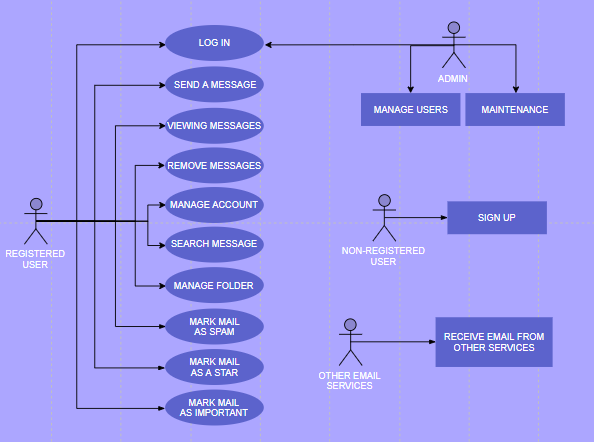 LOG IN
ADMIN
SEND A MESSAGE
MANAGE USERS
MAINTENANCE
VIEWING MESSAGES
REMOVE MESSAGES
MANAGE ACCOUNT
SIGN UP
REGISTERED
USER
SEARCH MESSAGE
NON-REGISTERED
USER
MANAGE FOLDER
MARK MAIL
AS SPAM
RECEIVE EMAIL FROM
OTHER SERVICES
MARK MAIL
AS A STAR
OTHER EMAIL
SERVICES
MARK MAIL
AS IMPORTANT